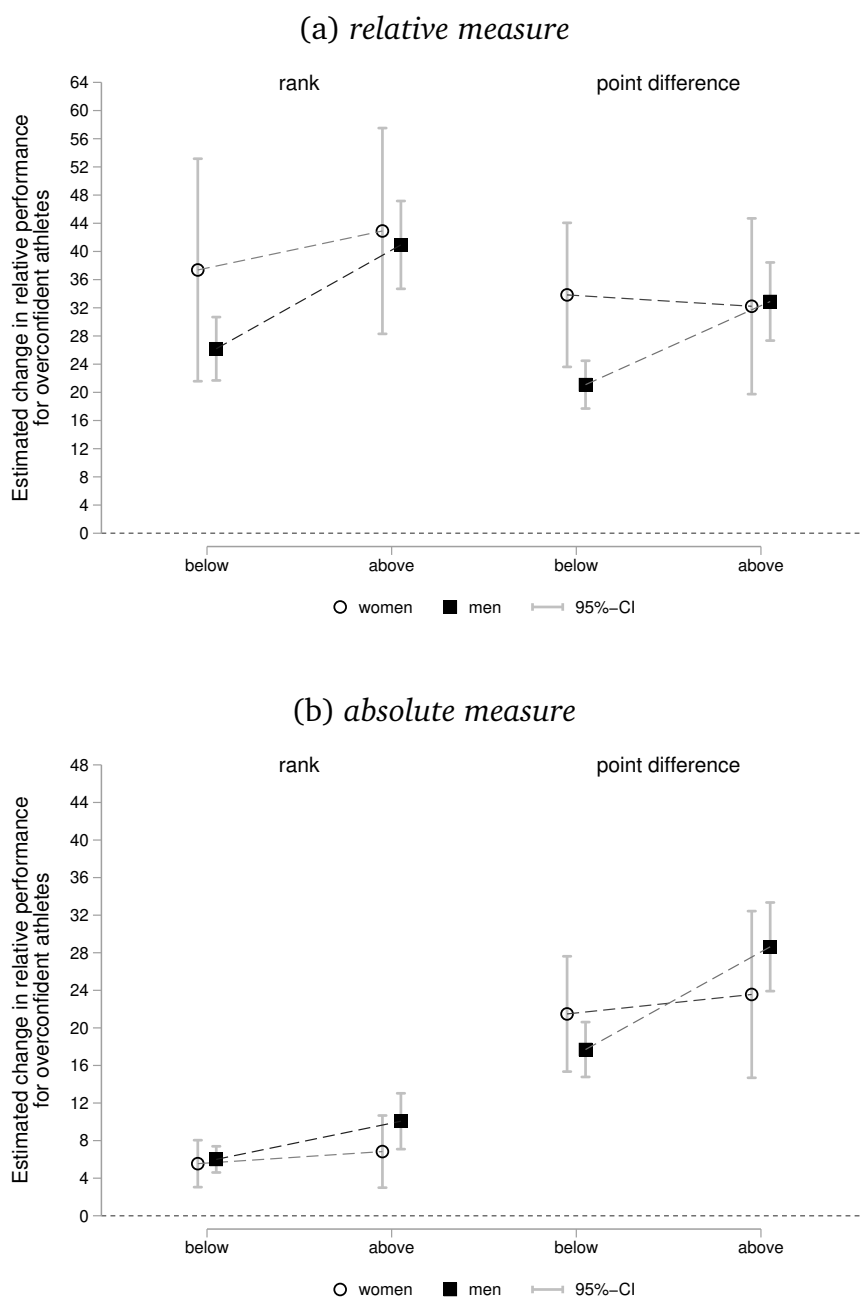 (a) relative measure
rank point difference
Estimated change in relative performance
for overconfident athletes
64
60
56
52
48
44
40
36
32
28
24
20
16
12
8
4
0
below above below above
women men 95%−CI
(b) absolute measure
rank point difference
Estimated change in relative performance
for overconfident athletes
48
44
40
36
32
28
24
20
16
12
8
4
0
below above below above
women men 95%−CI